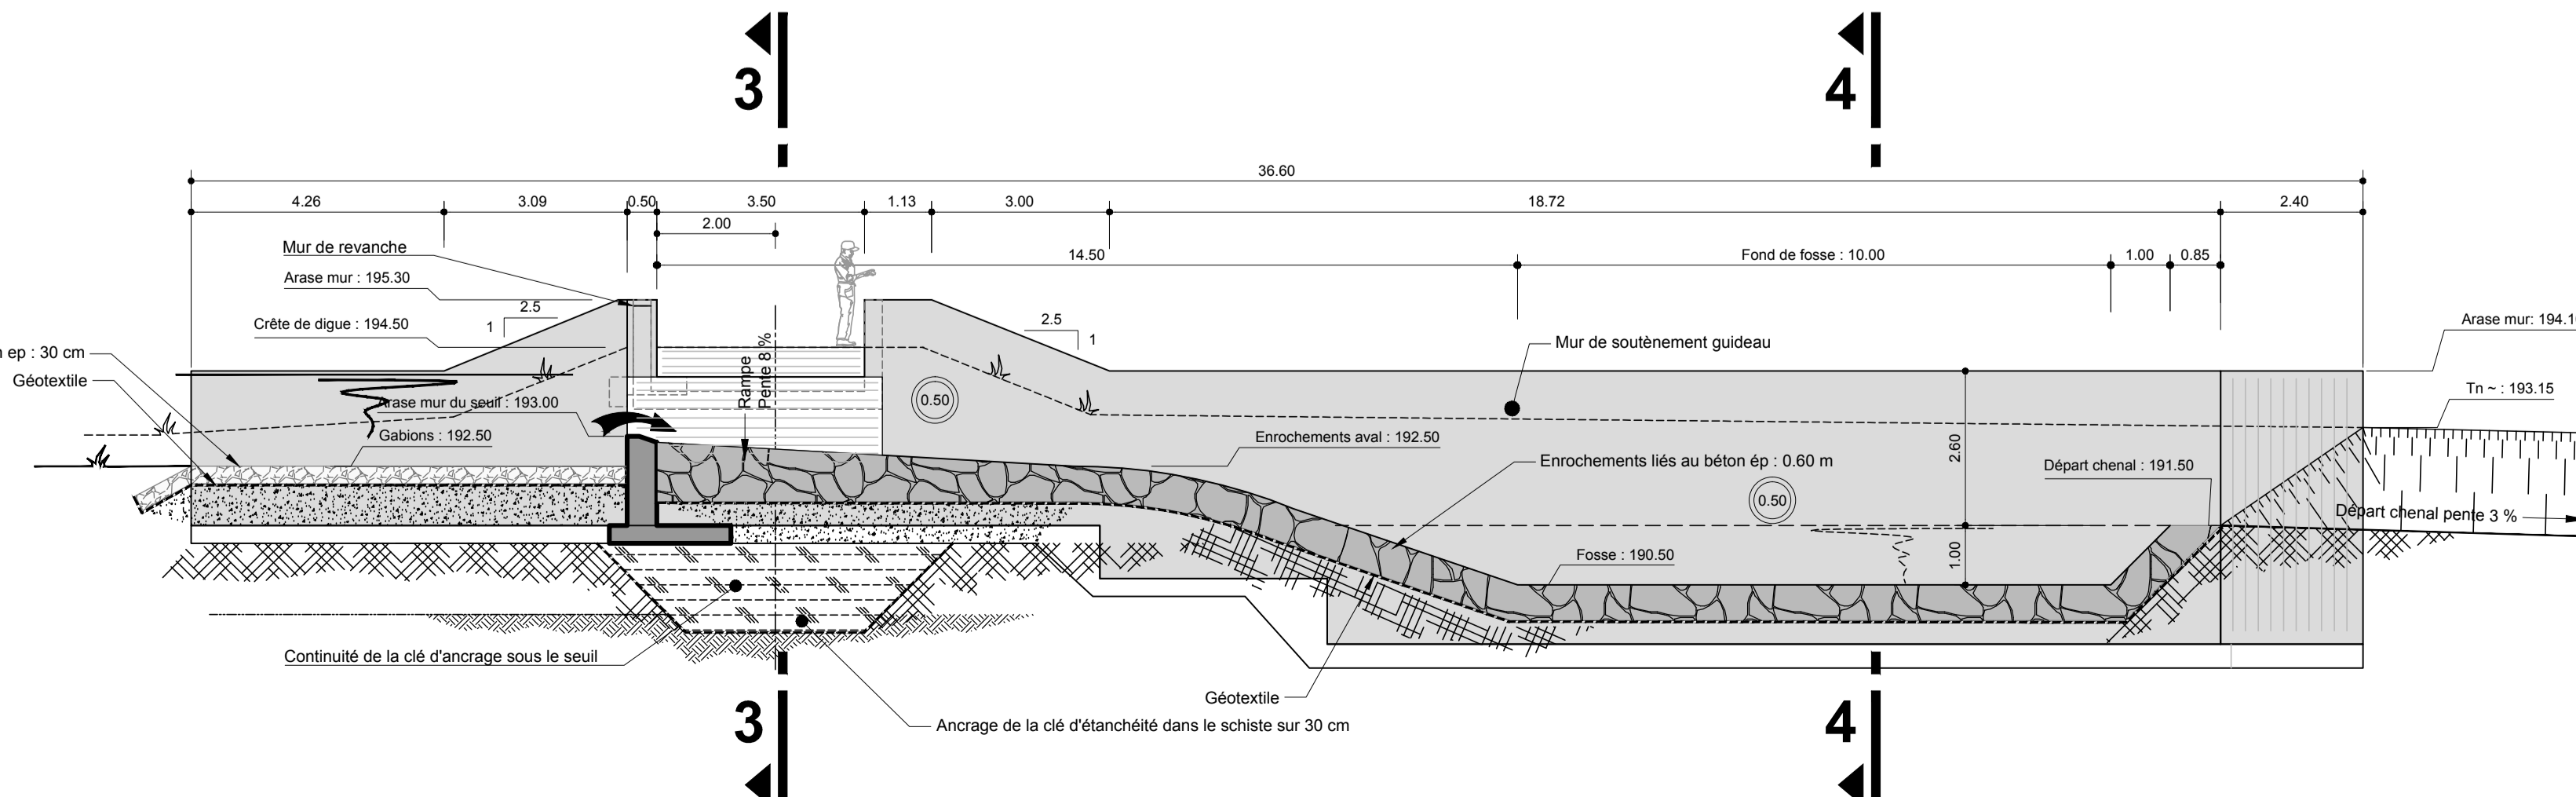 3
4
36.60
4.26
3.09
0.50
3.50
1.13
3.00
18.72
2.40
2.00
Mur de revanche
14.50
Fond de fosse : 10.00
1.00
0.85
Arase mur : 195.30
2.5
1
Crête de digue : 194.50
2.5
1
Arase mur: 194.1
Mur de soutènement guideau
ep : 30 cm
Géotextile
Rampe
Pente 8 %
Tn ~ : 193.15
0.50
Arase mur du seuil : 193.00
Gabions : 192.50
Enrochements aval : 192.50
2.60
Enrochements liés au béton ép : 0.60 m
Départ chenal : 191.50
0.50
Départ chenal pente 3 %
Fosse : 190.50
1.00
Continuité de la clé d'ancrage sous le seuil
Géotextile
Ancrage de la clé d'étanchéité dans le schiste sur 30 cm
3
4